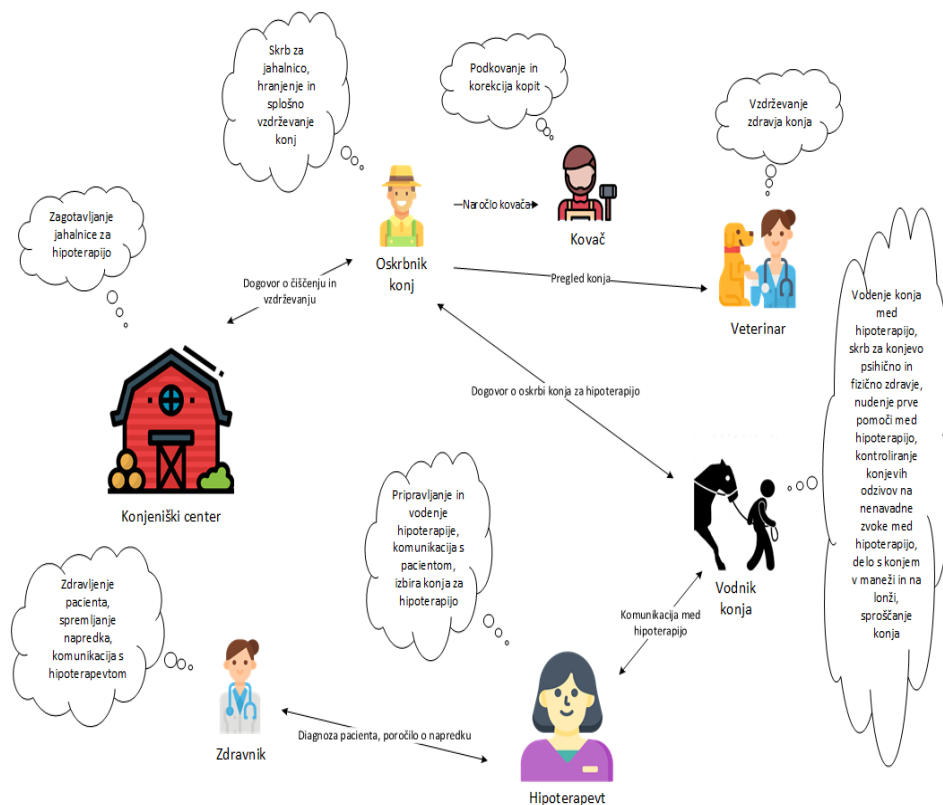 Skrb za
jahalnico,
hranjenje in
splošno
vzdrževanje
konj
Podkovanje in
korekcija kopit
Vzdrževanje
zdravja konja
Zagotavljanje
jahalnice za
hipoterapijo
Naročilo kovača
Kovač
Oskrbnik
konj
Pregled konja
Veterinar
Dogovor o čiščenju in
vzdrževanju
Vodenje konja
med
hipoterapijo,
skrb za konjevo
psihično in
fizično zdravje,
nudenje prve
pomoči med
hipoterapijo,
kontroliranje
konjevih
odzivov na
nenavadne
zvoke med
hipoterapijo,
delo s konjem
v maneži in na
lonži,
sproščanje
konja
Dogovor o oskrbi konja za hipoterapijo
Konjeniški center
Pripravljanje in
vodenje
hipoterapije,
komunikacija s
pacientom,
izbira konja za
hipoterapijo
Vodnik
konja
Zdravljenje
pacienta,
spremljanje
napredka,
komunikacija s
hipoterapevtom
Komunikacija med
hipoterapijo
Zdravnik
Diagnoza pacienta, poročilo o napredku
Hipoterapevt